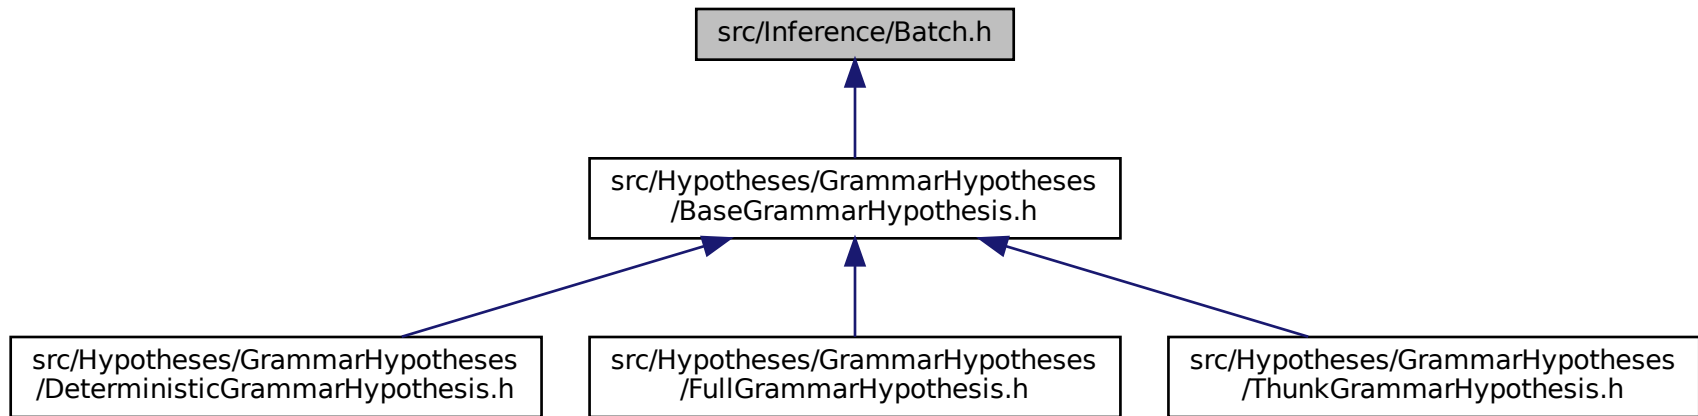 src/Inference/Batch.h
src/Hypotheses/GrammarHypotheses
/BaseGrammarHypothesis.h
src/Hypotheses/GrammarHypotheses
/DeterministicGrammarHypothesis.h
src/Hypotheses/GrammarHypotheses
/FullGrammarHypothesis.h
src/Hypotheses/GrammarHypotheses
/ThunkGrammarHypothesis.h